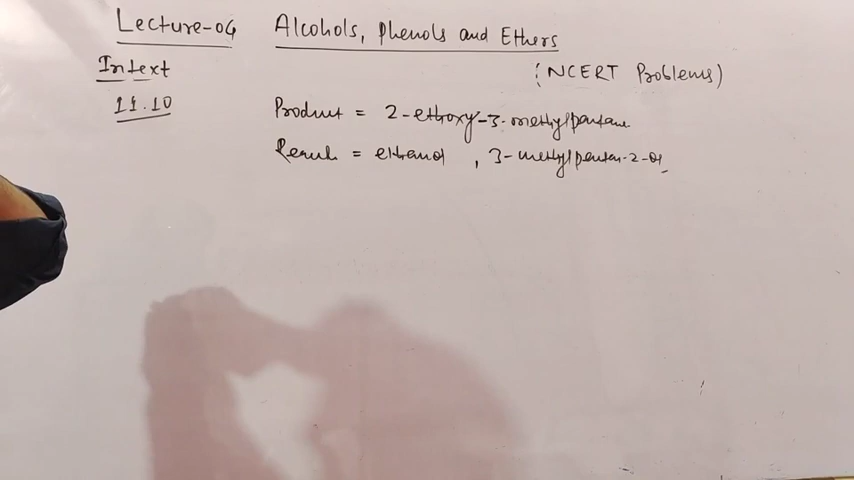 Lecture-04 Alcohols, Phenols and Ethers
Intext (NCERT Problems)
11.10 Product = 2-ethoxy-3-methylpentane
= ethanol , 3-methylpentan-2-ol